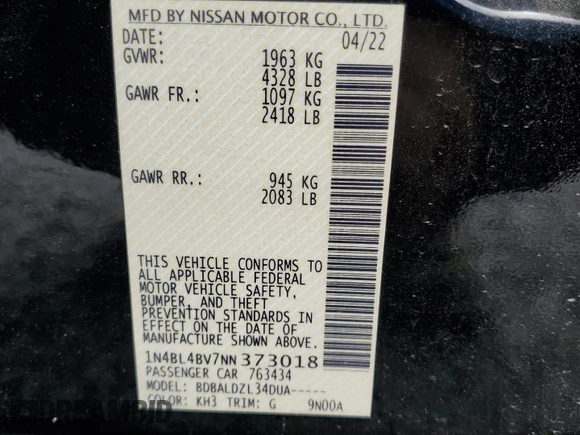 MFD BY NISSAN MOTOR CO., LTD.
DATE: 04/22
GVWR: 1963 KG
4328 LB
GAWR FR.: 1097 KG
2418 LB
GAWR RR.: 945 KG
2083 LB
THIS VEHICLE CONFORMS TO
ALL APPLICABLE FEDERAL
MOTOR VEHICLE SAFETY,
BUMPER, AND THEFT
PREVENTION STANDARDS IN
EFFECT ON THE DATE OF
MANUFACTURE SHOWN ABOVE.
1N4BL4BV7NN373018
PASSENGER CAR 763434
MODEL: BDBALDZL34DUA-----
COLOR: KH3 TRIM: G 9N00A